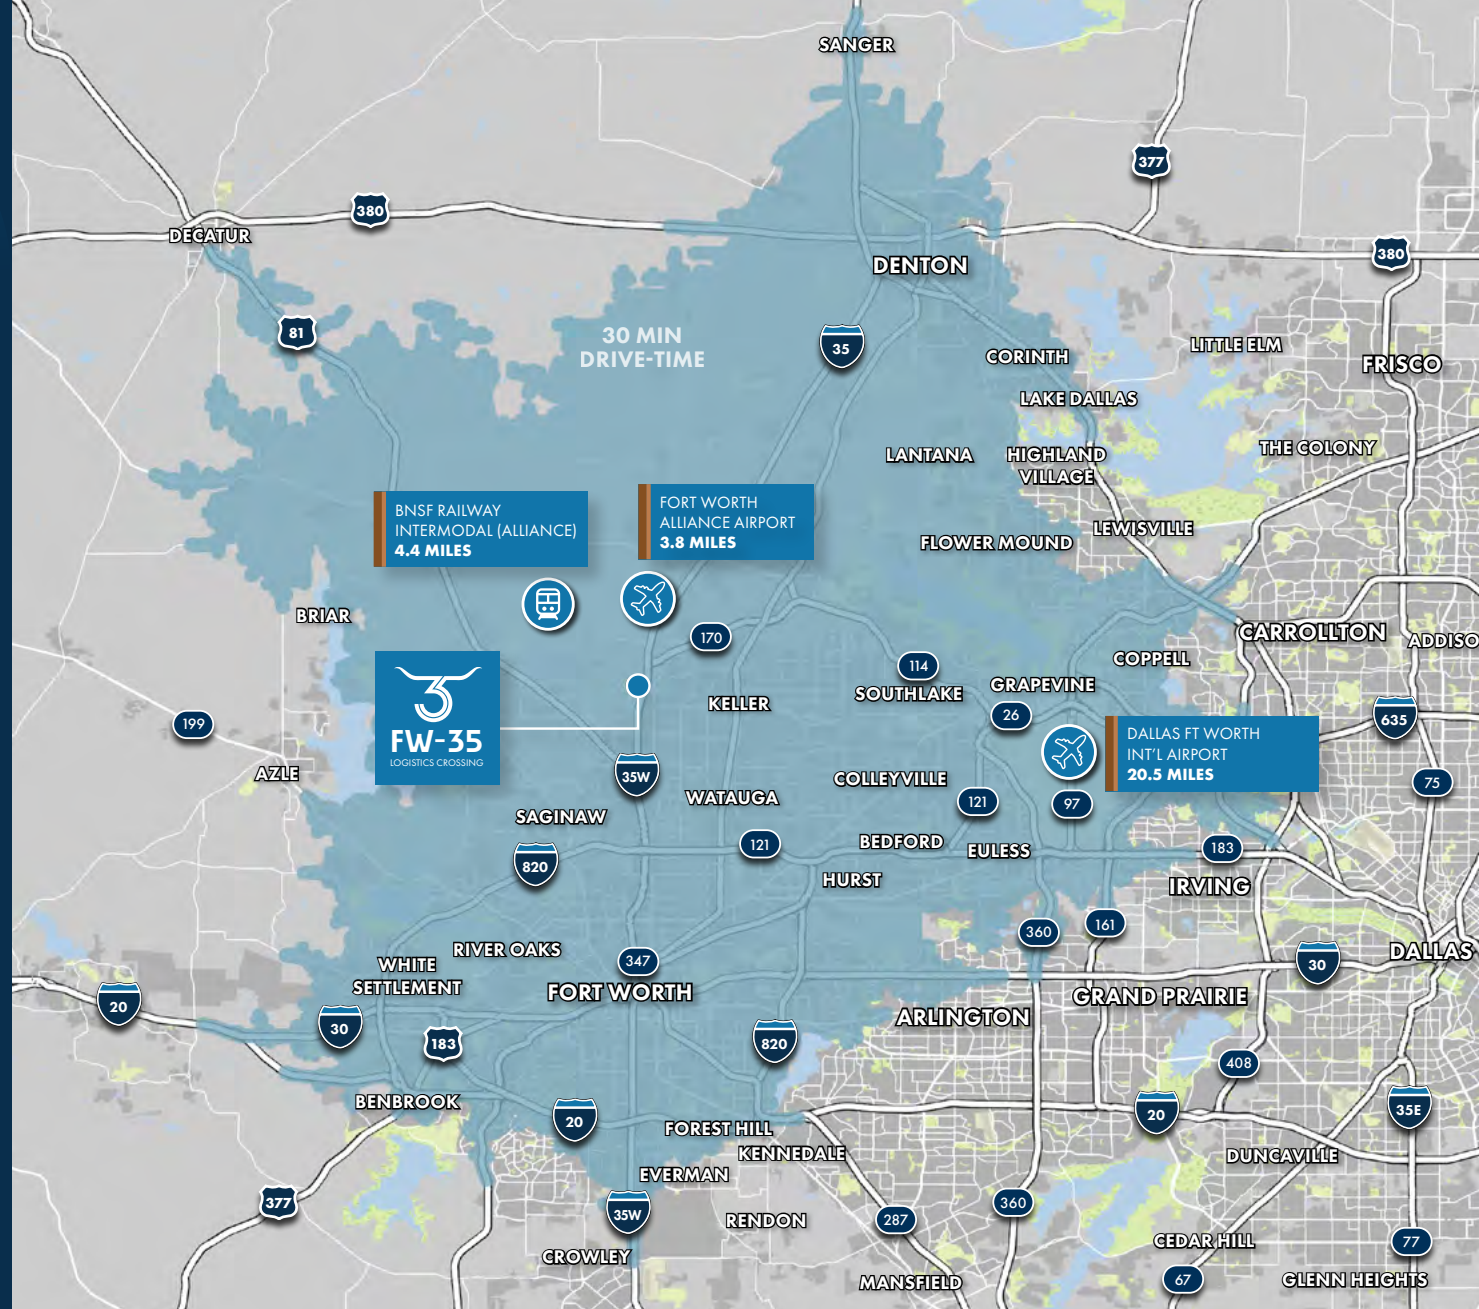 SANGER
377
380
DECATUR
380
DENTON
81
30 MIN
DRIVE-TIME
35
CORINTH
LITTLE ELM
FRISCO
LAKE DALLAS
LANTANA
HIGHLAND
VILLAGE
THE COLONY
BNSF RAILWAY
INTERMODAL (ALLIANCE)
4.4 MILES
FORT WORTH
ALLIANCE AIRPORT
3.8 MILES
FLOWER MOUND
LEWISVILLE
BRIAR
170
CARROLLTON
ADDISO
COPPELL
114
SOUTHLAKE
GRAPEVINE
KELLER
26
199
FW-35
LOGISTICS CROSSING
635
DALLAS FT WORTH
INT'L AIRPORT
20.5 MILES
AZLE
35W
COLLEYVILLE
75
WATAUGA
121
97
SAGINAW
121
BEDFORD
EULESS
183
820
HURST
IRVING
360
161
RIVER OAKS
347
DALLAS
WHITE
SETTLEMENT
30
FORT WORTH
GRAND PRAIRIE
20
ARLINGTON
30
183
820
408
BENBROOK
20
20
35E
FOREST HILL
KENNEDALE
DUNCAVILLE
EVERMAN
377
35W
RENDON
287
360
CEDAR HILL
77
CROWLEY
MANSFIELD
67
GLENN HEIGHTS